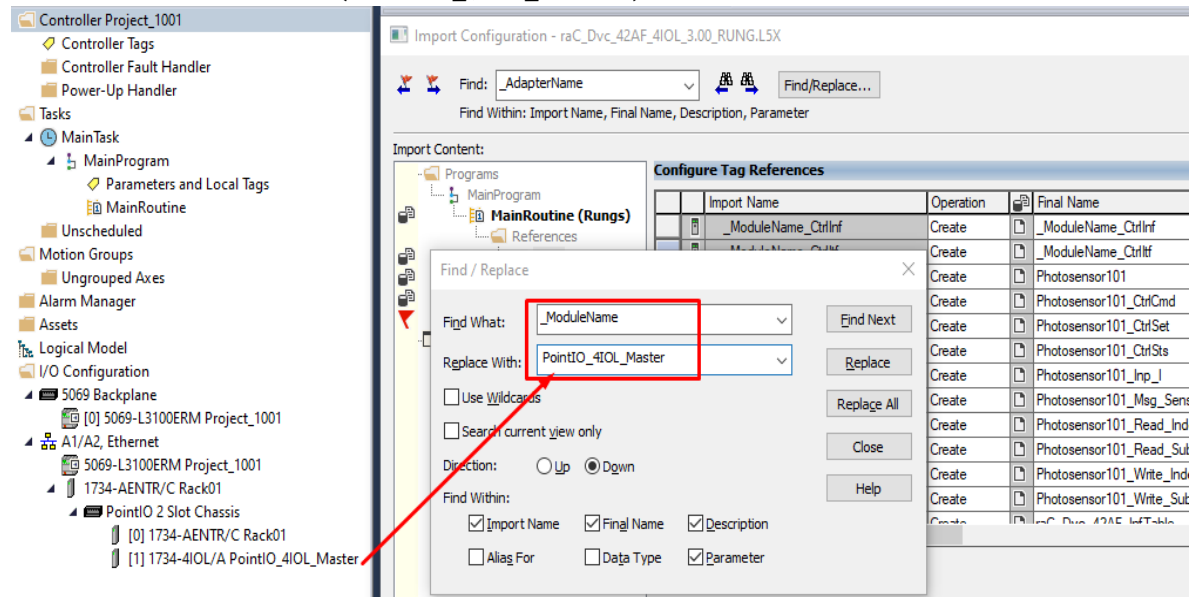 Controller Project_1001
Controller Tags
Controller Fault Handler
Power-Up Handler
Tasks
MainTask
MainProgram
Parameters and Local Tags
MainRoutine
Unscheduled
Motion Groups
Ungrouped Axes
Alarm Manager
Assets
Logical Model
I/O Configuration
5069 Backplane
[0] 5069-L3100ERM Project_1001
A1/A2, Ethernet
5069-L3100ERM Project_1001
1734-AENTR/C Rack01
PointIO 2 Slot Chassis
[0] 1734-AENTR/C Rack01
[1] 1734-4IOL/A PointIO_4IOL_Master
Import Configuration - raC_Dvc_42AF_4IOL_3.00_RUNG.L5X
Find: _AdapterName Find/Replace...
Find Within: Import Name, Final Name, Description, Parameter
Import Content:
Programs
MainProgram
MainRoutine (Rungs)
References
Configure Tag References
Import Name Operation Final Name
_ModuleName_CtrlInf Create _ModuleName_CtrlInf
_ModuleName_CtrlItf Create _ModuleName_CtrlItf
Create Photosensor101
Create Photosensor101_CtrlCmd
Create Photosensor101_CtrlSet
Create Photosensor101_CtrlSts
Create Photosensor101_Inp_I
Create Photosensor101_Msg_Sens
Create Photosensor101_Read_Ind
Create Photosensor101_Read_Sub
Create Photosensor101_Write_Inde
Create Photosensor101_Write_Sub
Create raC_Dvc_42AF_InfTable
Find / Replace
Find What: _ModuleName Find Next
Replace With: PointIO_4IOL_Master Replace
Use Wildcards Replace All
Search current view only
Close
Direction: Up Down
Help
Find Within:
Import Name Final Name Description
Alias For Data Type Parameter